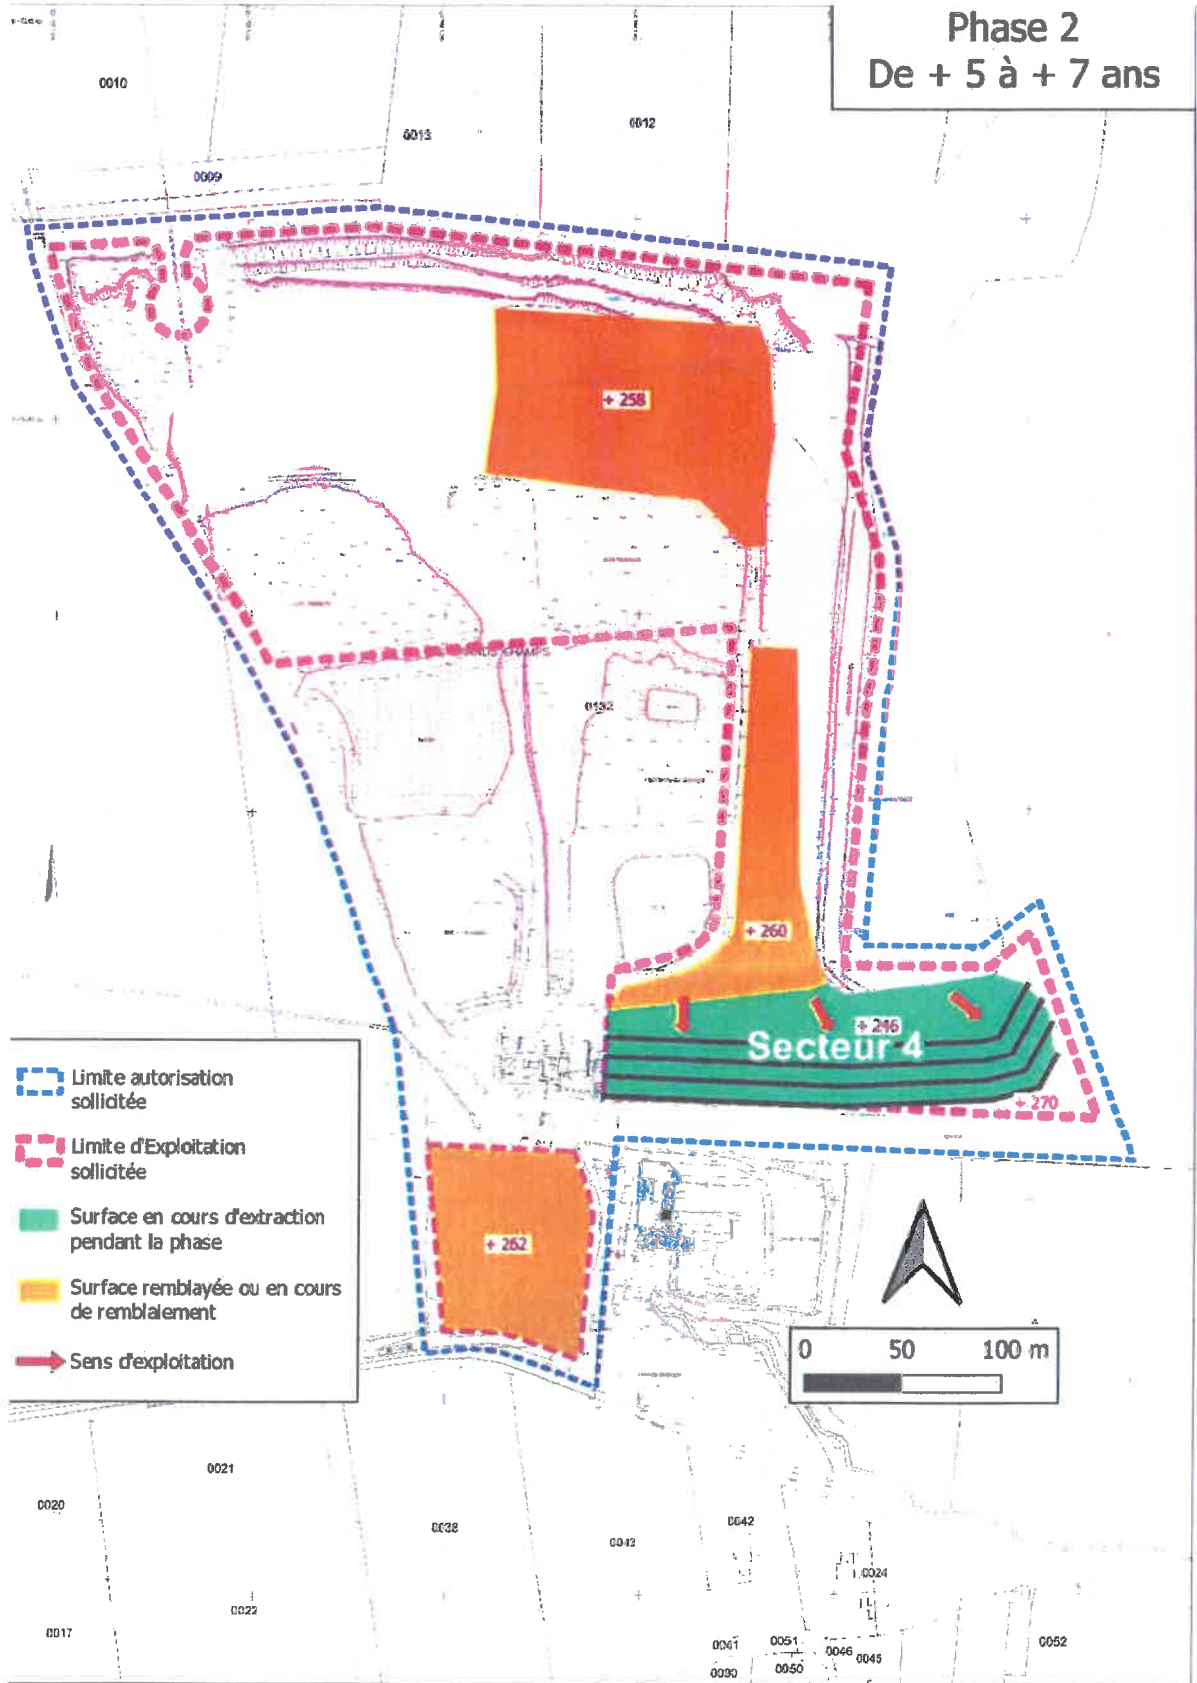 Phase 2
De + 5 à + 7 ans
0010
0013
0012
0009
+ 258
0132
+ 260
+ 246
Secteur 4
+ 270
+ 262
Limite autorisation
sollicitée
Limite d'Exploitation
sollicitée
Surface en cours d'extraction
pendant la phase
Surface remblayée ou en cours
de remblaiement
Sens d'exploitation
0 50 100 m
0021
0020
0038
0043
0042
0024
0022
0017
0041
0051
0046
0045
0052
0030
0050